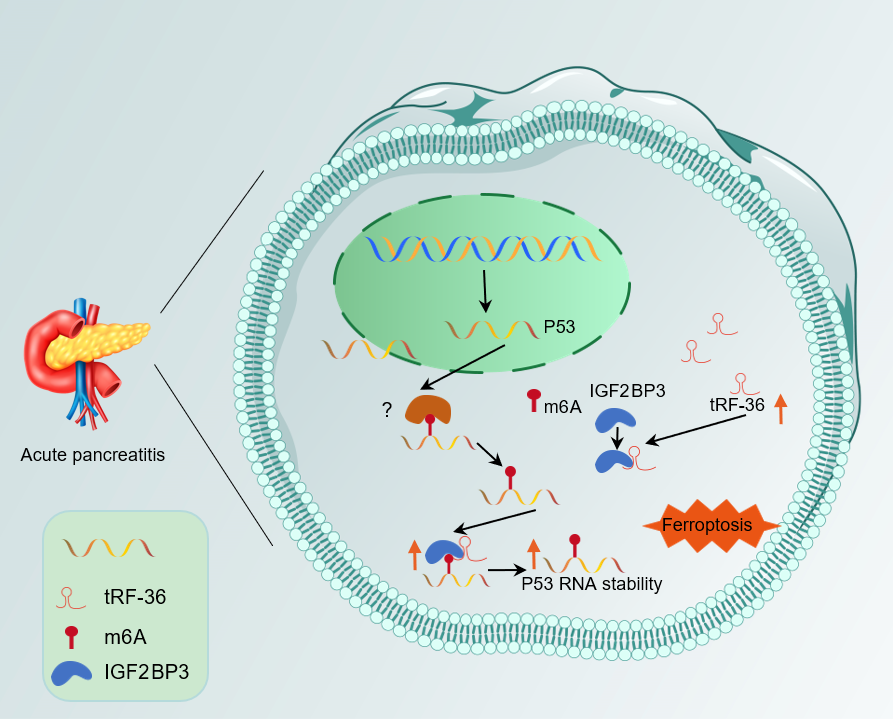 P53
?
m6A
IGF2BP3
tRF-36
Acute pancreatitis
Ferroptosis
P53 RNA stability
tRF-36
m6A
IGF2BP3